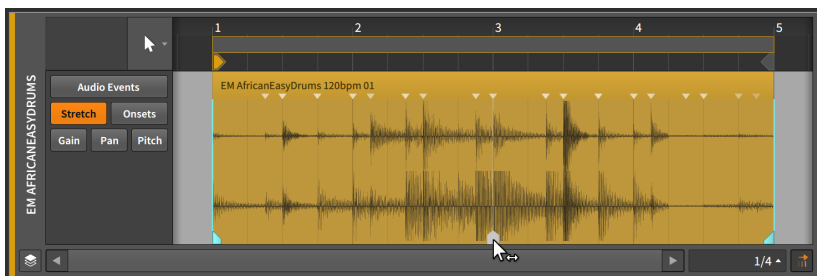 1 2 3 4 5
EM AFRICANEASYDRUMS
EM AfricanEasyDrums 120bpm 01
Audio Events
Stretch Onsets
Gain Pan Pitch
1/4